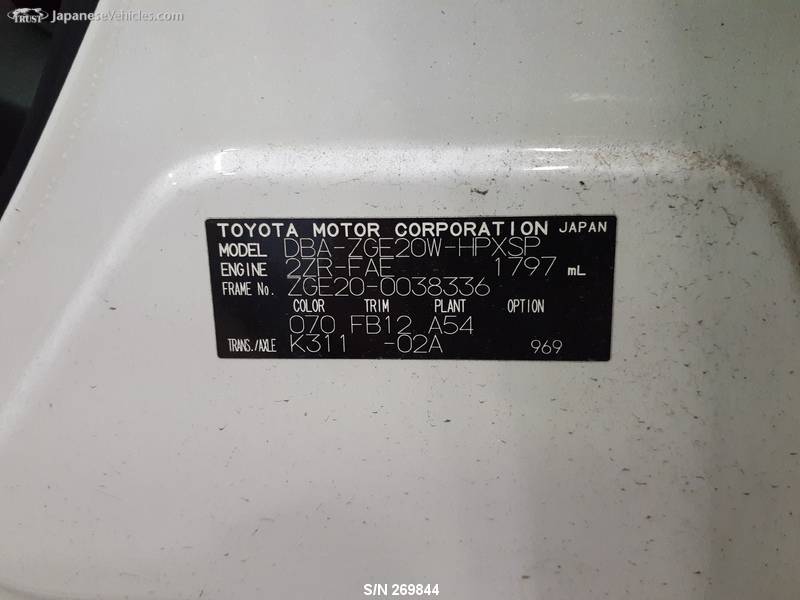 TRUST JapaneseVehicles.com
TOYOTA MOTOR CORPORATION JAPAN
MODEL DBA-ZGE20W-HPXSP
ENGINE 2ZR-FAE 1797 mL
FRAME No. ZGE20-0038336
COLOR TRIM PLANT OPTION
070 FB12 A54
TRANS./AXLE K311 -02A 969
S/N 269844